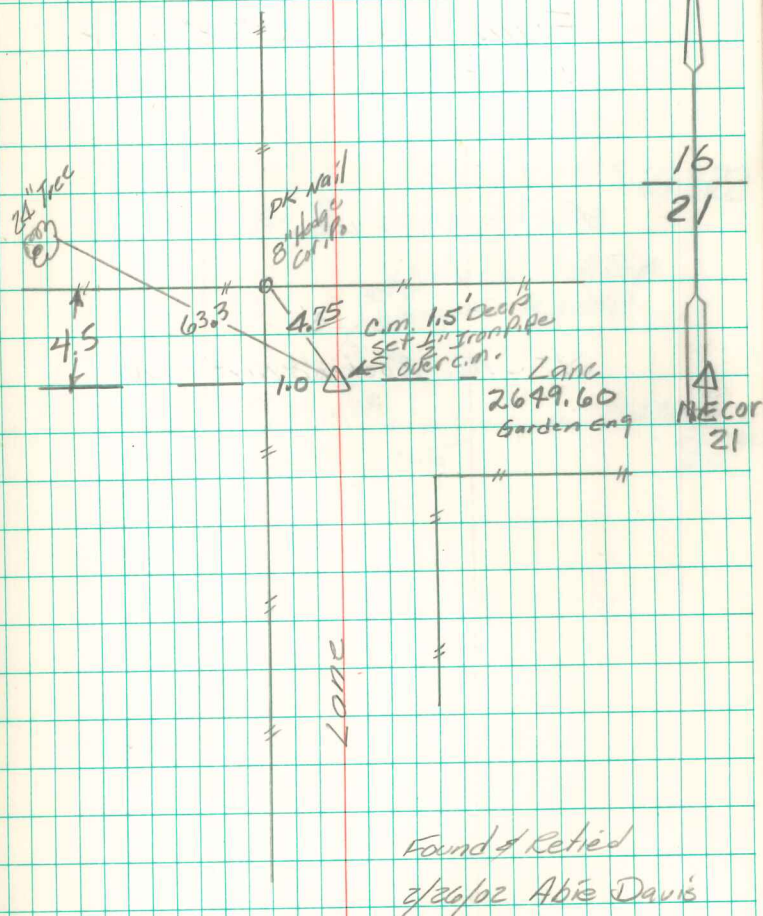 16
21
24" Tree
PK Nail
8" Hedge
Cor. Po.
63.3
4.75
4.5
C.M. 1.5' Deep
Set 1/2" Iron Pipe
over C.M.
1.0
Lane
2649.60
Garden Eng
NE Cor
21
Lane
Found & Retied
2/26/02 Abie Davis